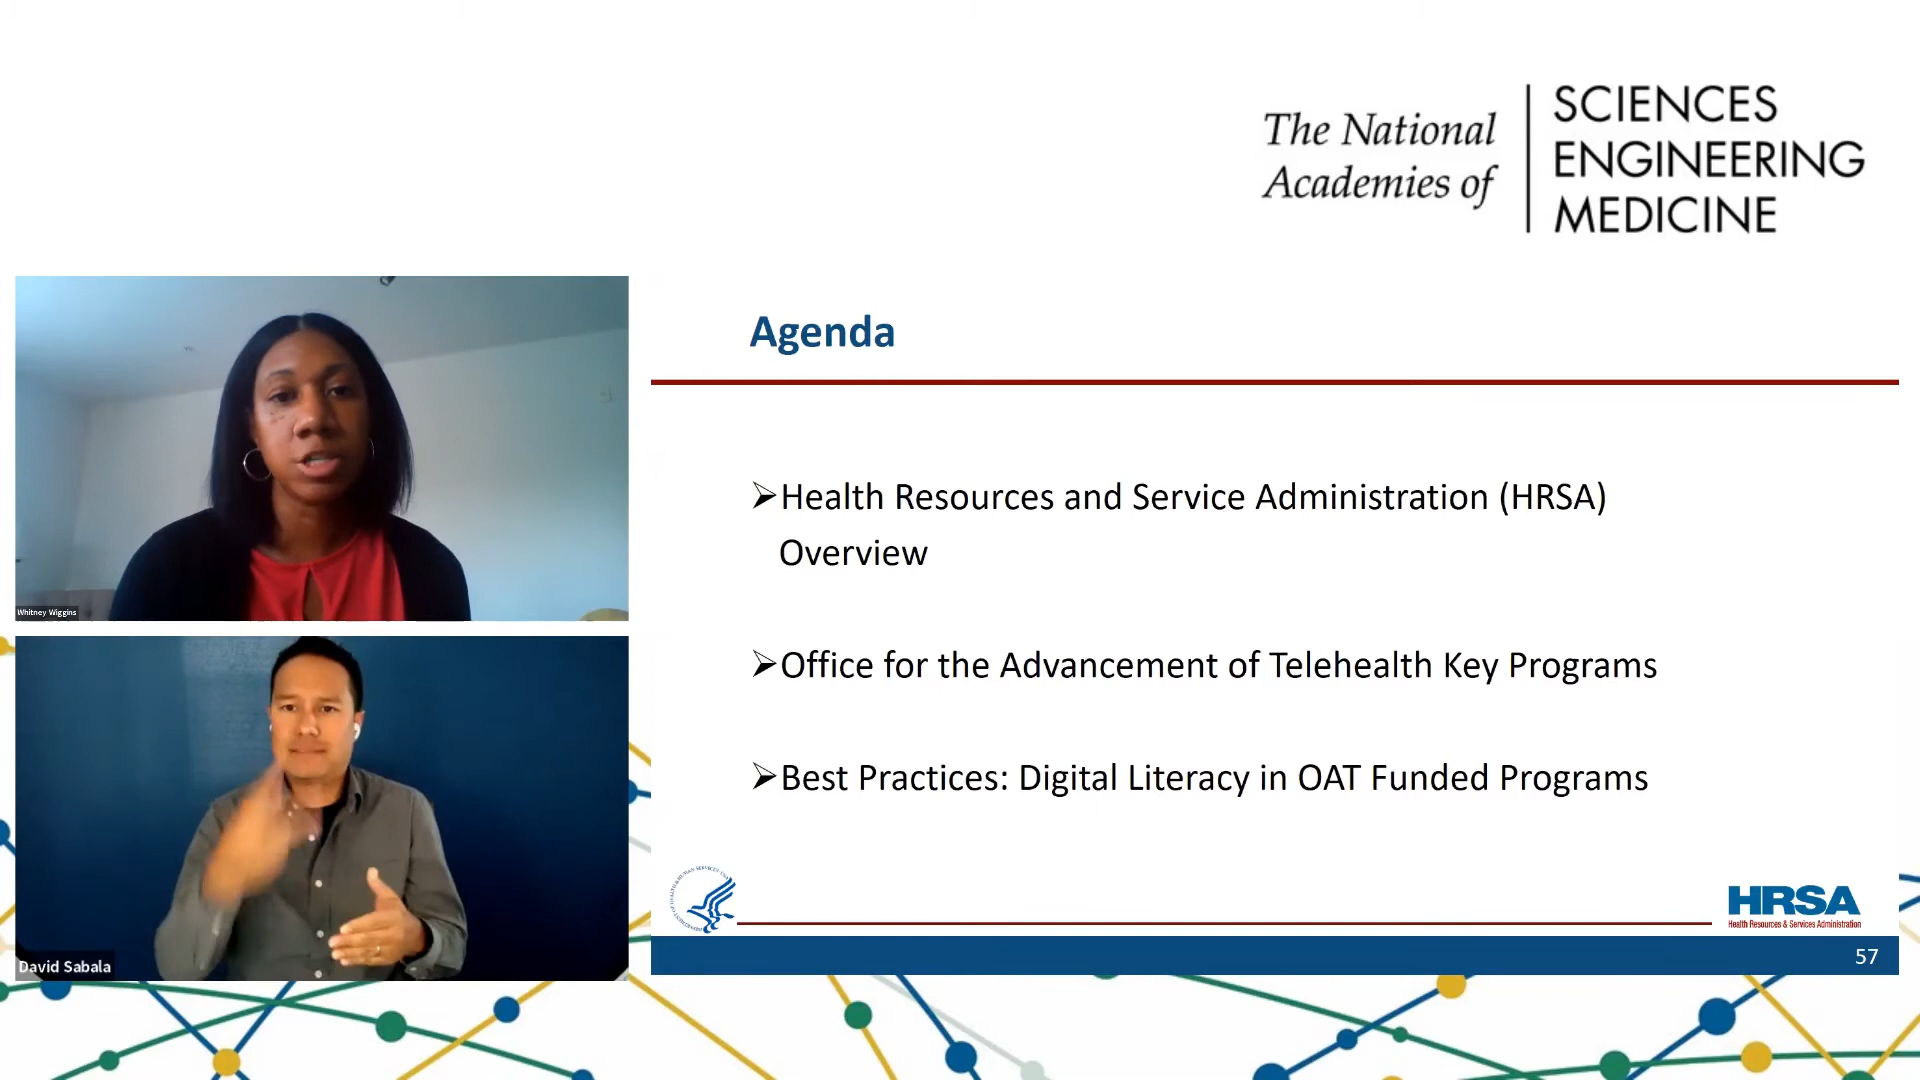 The National
Academies of
SCIENCES
ENGINEERING
MEDICINE
Whitney Wiggins
David Sabala
Agenda
➢Health Resources and Service Administration (HRSA)
Overview
➢Office for the Advancement of Telehealth Key Programs
➢Best Practices: Digital Literacy in OAT Funded Programs
HRSA
Health Resources & Services Administration
57